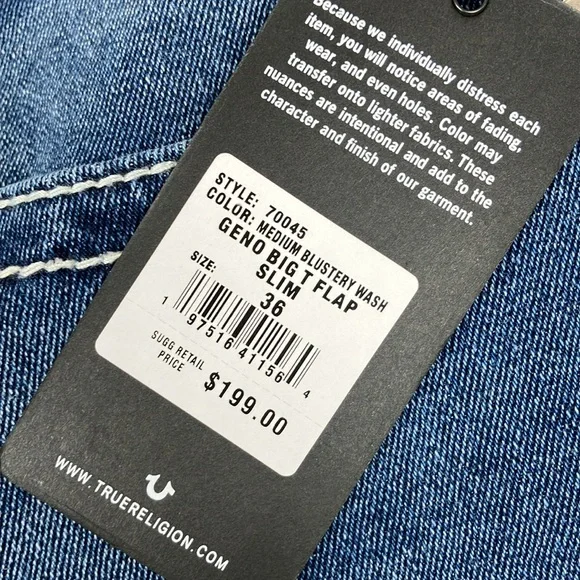 Because we individually distress each
item, you will notice areas of fading,
wear, and even holes. Color may
transfer onto lighter fabrics. These
nuances are intentional and add to the
character and finish of our garment.
STYLE: 70045
COLOR: MEDIUM BLUSTERY WASH
GENO BIG T FLAP
SLIM
SIZE: 36
1 97516 41156 4
SUGG RETAIL
PRICE $199.00
WWW.TRUERELIGION.COM